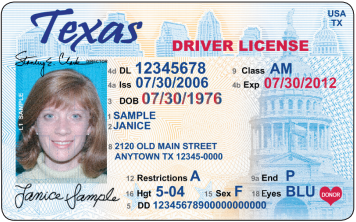 Texas
USA
TX
DRIVER LICENSE
Stanley E. Clark DIRECTOR
4d DL 12345678 9 Class AM
4a Iss 07/30/2006 4b Exp 07/30/2012
3 DOB 07/30/1976
1 SAMPLE
2 JANICE
8 2120 OLD MAIN STREET
ANYTOWN TX 12345-0000
12 Restrictions A 9a End P
16 Hgt 5-04 15 Sex F 18 Eyes BLU
DONOR
5 DD 12345678900000000000
L1 SAMPLE
Janice Sample